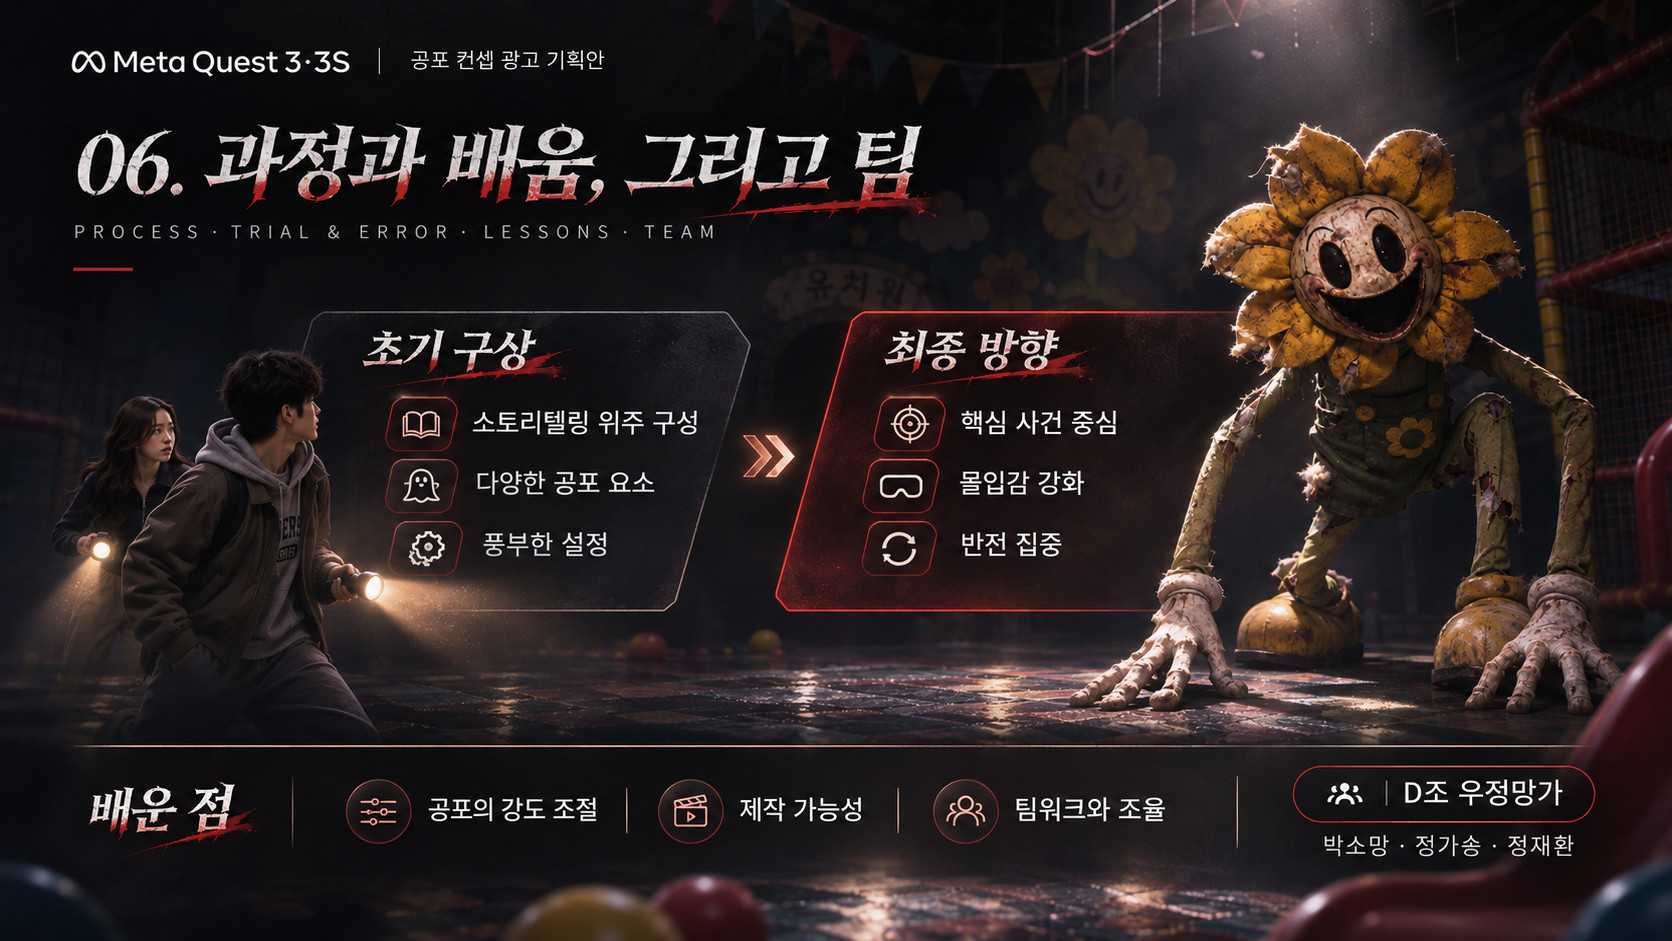 Meta Quest 3·3S
공포 컨셉 광고 기획안
06. 과정과 배움, 그리고 팀
PROCESS · TRIAL & ERROR · LESSONS · TEAM
유치원
초기 구상
소토리텔링 위주 구성
다양한 공포 요소
풍부한 설정
최종 방향
핵심 사건 중심
몰입감 강화
반전 집중
배운 점
공포의 강도 조절
제작 가능성
팀워크와 조율
D조 우정망가
박소망 · 정가송 · 정재환